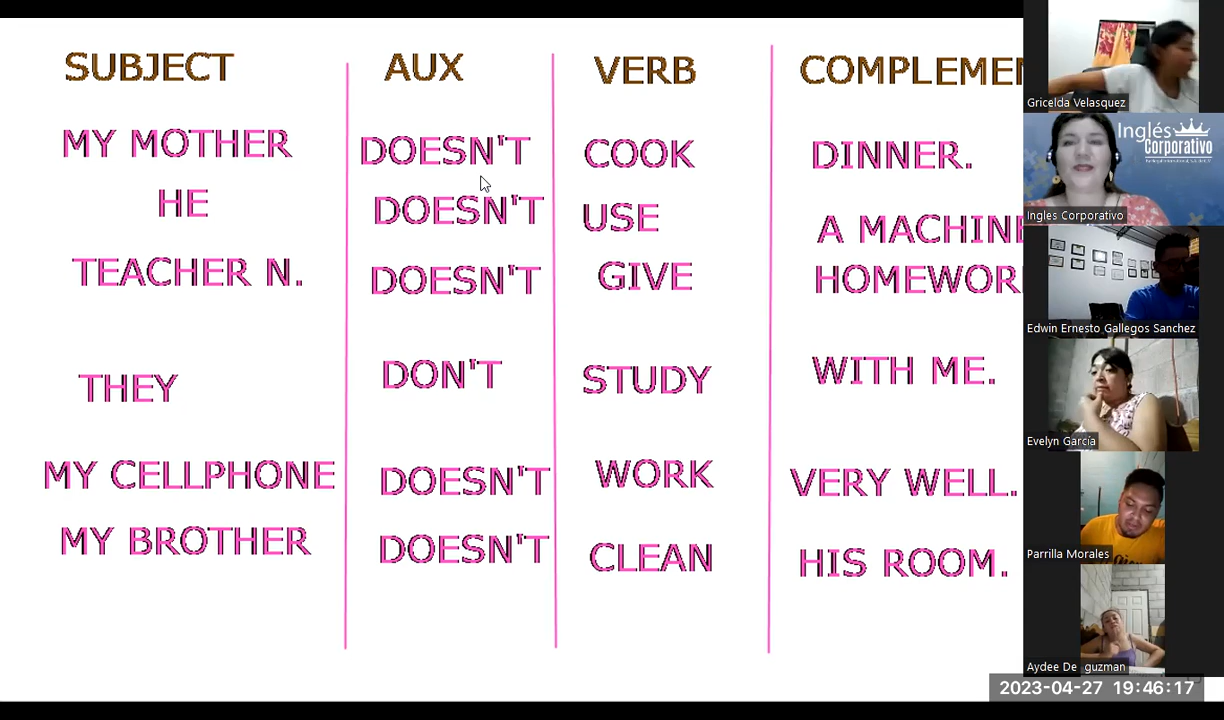 SUBJECT AUX VERB COMPLEMEN
MY MOTHER DOESN'T COOK DINNER.
HE DOESN'T USE A MACHINE
TEACHER N. DOESN'T GIVE HOMEWOR
THEY DON'T STUDY WITH ME.
MY CELLPHONE DOESN'T WORK VERY WELL.
MY BROTHER DOESN'T CLEAN HIS ROOM.
Gricelda Velasquez
Inglés
Corporativo
Ingles Corporativo
Edwin Ernesto Gallegos Sanchez
Evelyn García
Parrilla Morales
Aydee De guzman
2023-04-27 19:46:17